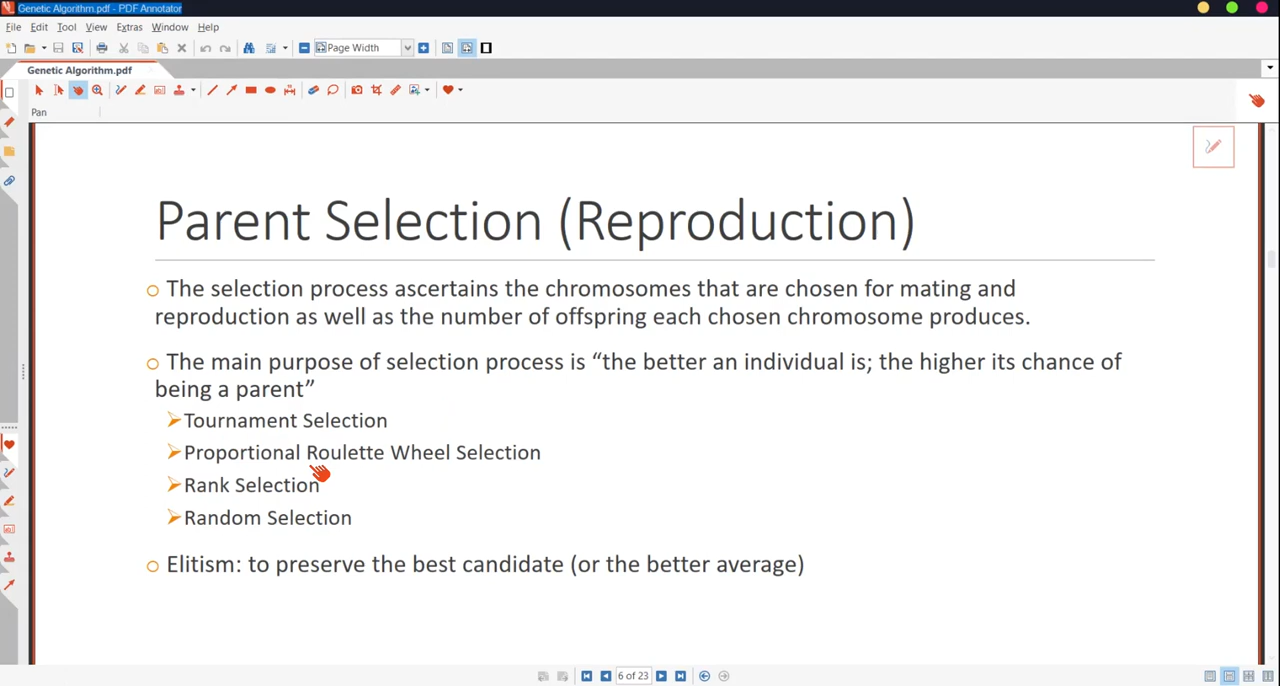 Genetic Algorithm.pdf - PDF Annotator
File Edit Tool View Extras Window Help
Page Width
Genetic Algorithm.pdf
Pan
Parent Selection (Reproduction)
The selection process ascertains the chromosomes that are chosen for mating and
reproduction as well as the number of offspring each chosen chromosome produces.
The main purpose of selection process is “the better an individual is; the higher its chance of
being a parent”
Tournament Selection
Proportional Roulette Wheel Selection
Rank Selection
Random Selection
Elitism: to preserve the best candidate (or the better average)
6 of 23